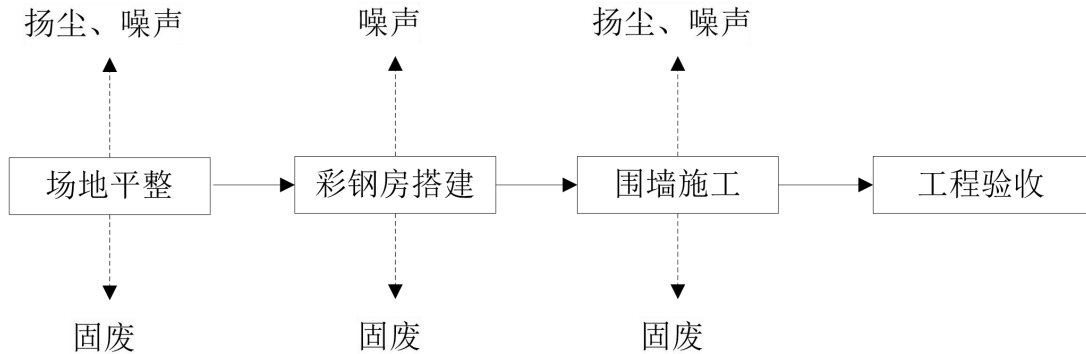 扬尘、噪声
噪声
扬尘、噪声
场地平整
彩钢房搭建
围墙施工
工程验收
固废
固废
固废